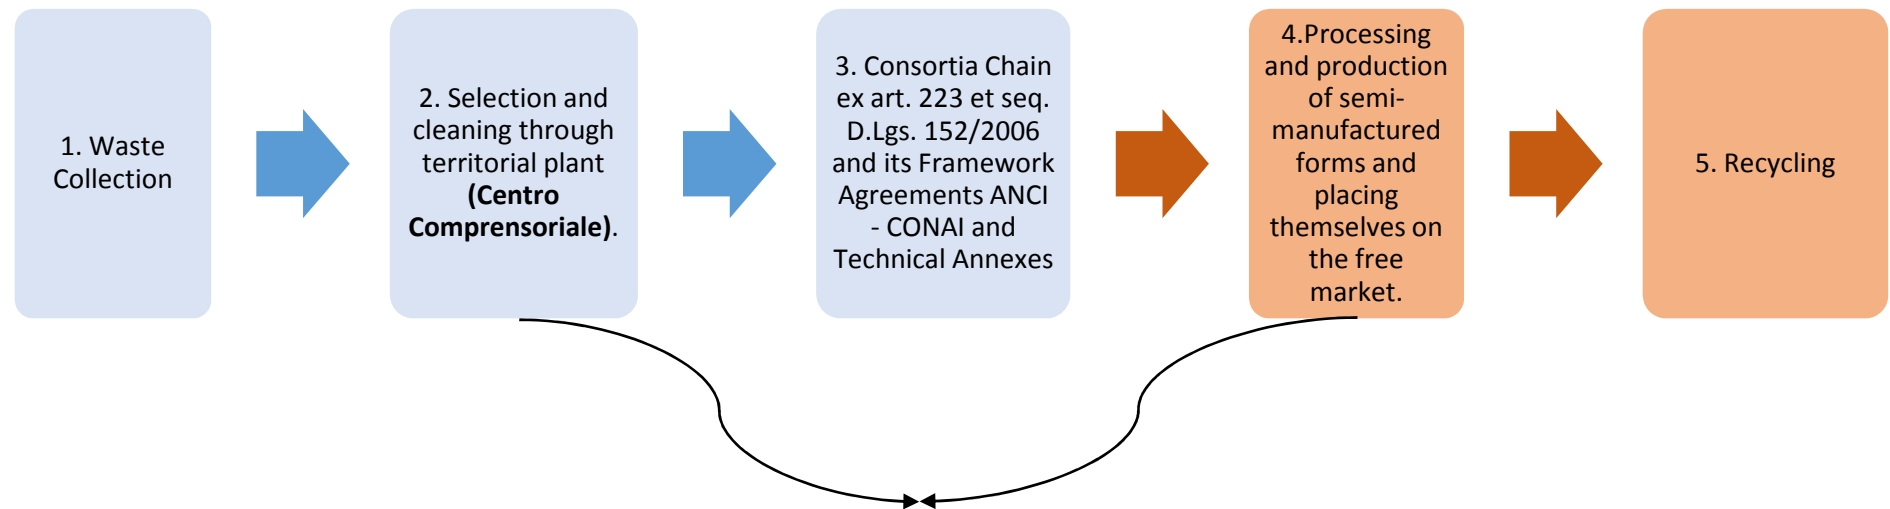 1. Waste
Collection
2. Selection and
cleaning through
territorial plant
(Centro
Comprensoriale).
3. Consortia Chain
ex art. 223 et seq.
D.Lgs. 152/2006
and its Framework
Agreements ANCI
- CONAI and
Technical Annexes
4.Processing
and production
of semi-
manufactured
forms and
placing
themselves on
the free
market.
5. Recycling